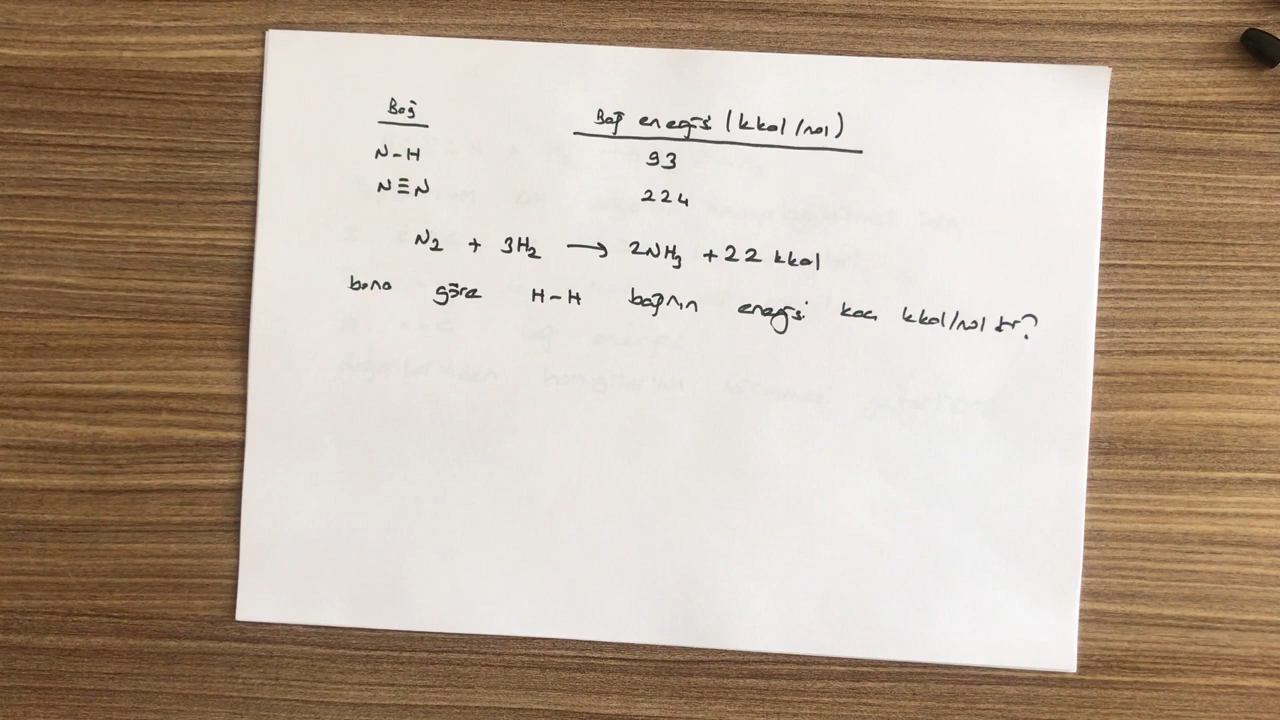 Bağ Bağ enerjisi (kkal/mol)
N-H 93
N≡N 224
N₂ + 3H₂ → 2NH₃ + 22 kkal
buna göre H-H bağının enerjisi kaç kkal/mol dür?